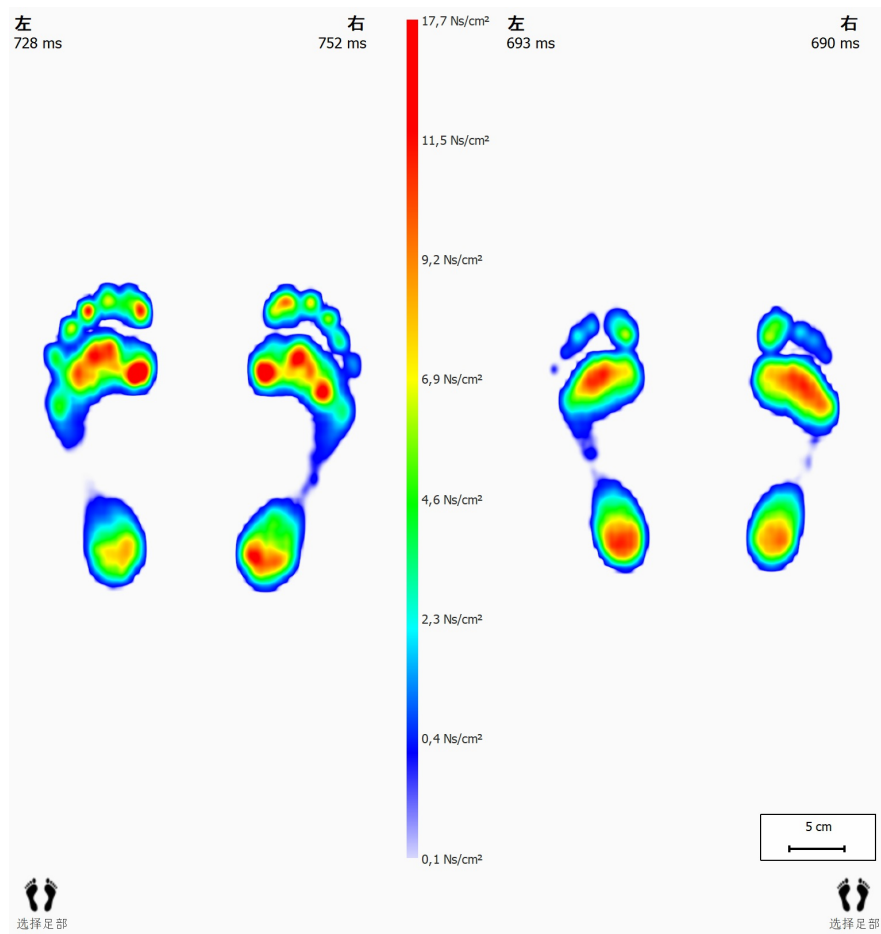 左
728 ms
右
752 ms
17,7 Ns/cm²
11,5 Ns/cm²
9,2 Ns/cm²
6,9 Ns/cm²
4,6 Ns/cm²
2,3 Ns/cm²
0,4 Ns/cm²
0,1 Ns/cm²
左
693 ms
右
690 ms
5 cm
选择足部
选择足部